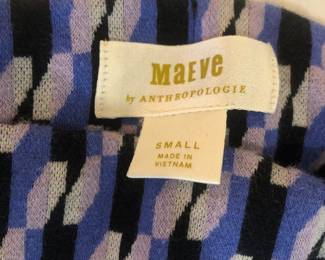 MaEve
by ANTHROPOLOGIE
SMALL
MADE IN
VIETNAM